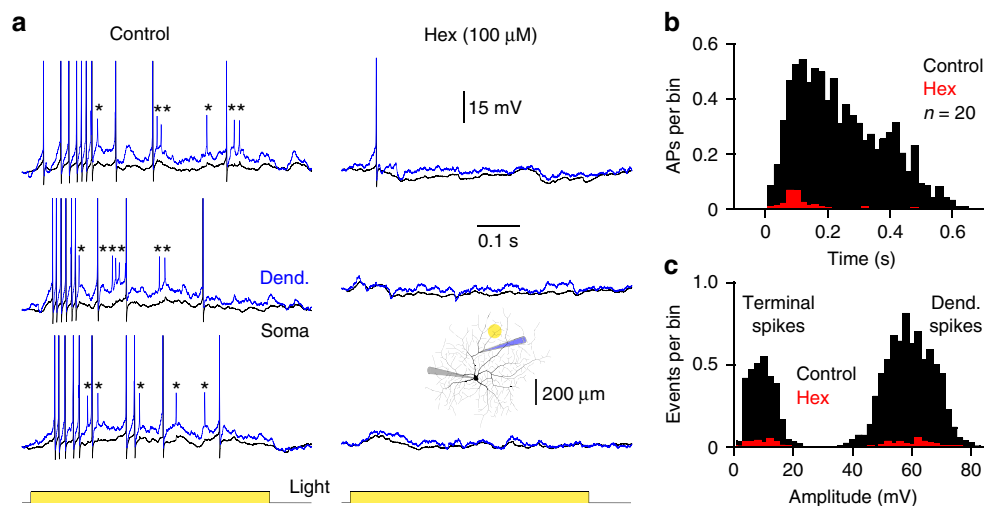 a
Control
Hex (100 µM)
* ** * **
15 mV
* *** **
0.1 s
Dend.
Soma
** * * *
200 µm
Light
b
0.6
0.4
0.2
0
APs per bin
Control
Hex
n = 20
0 0.2 0.4 0.6
Time (s)
c
1.0
0.5
0
Events per bin
Terminal
spikes
Dend.
spikes
Control
Hex
0 20 40 60 80
Amplitude (mV)